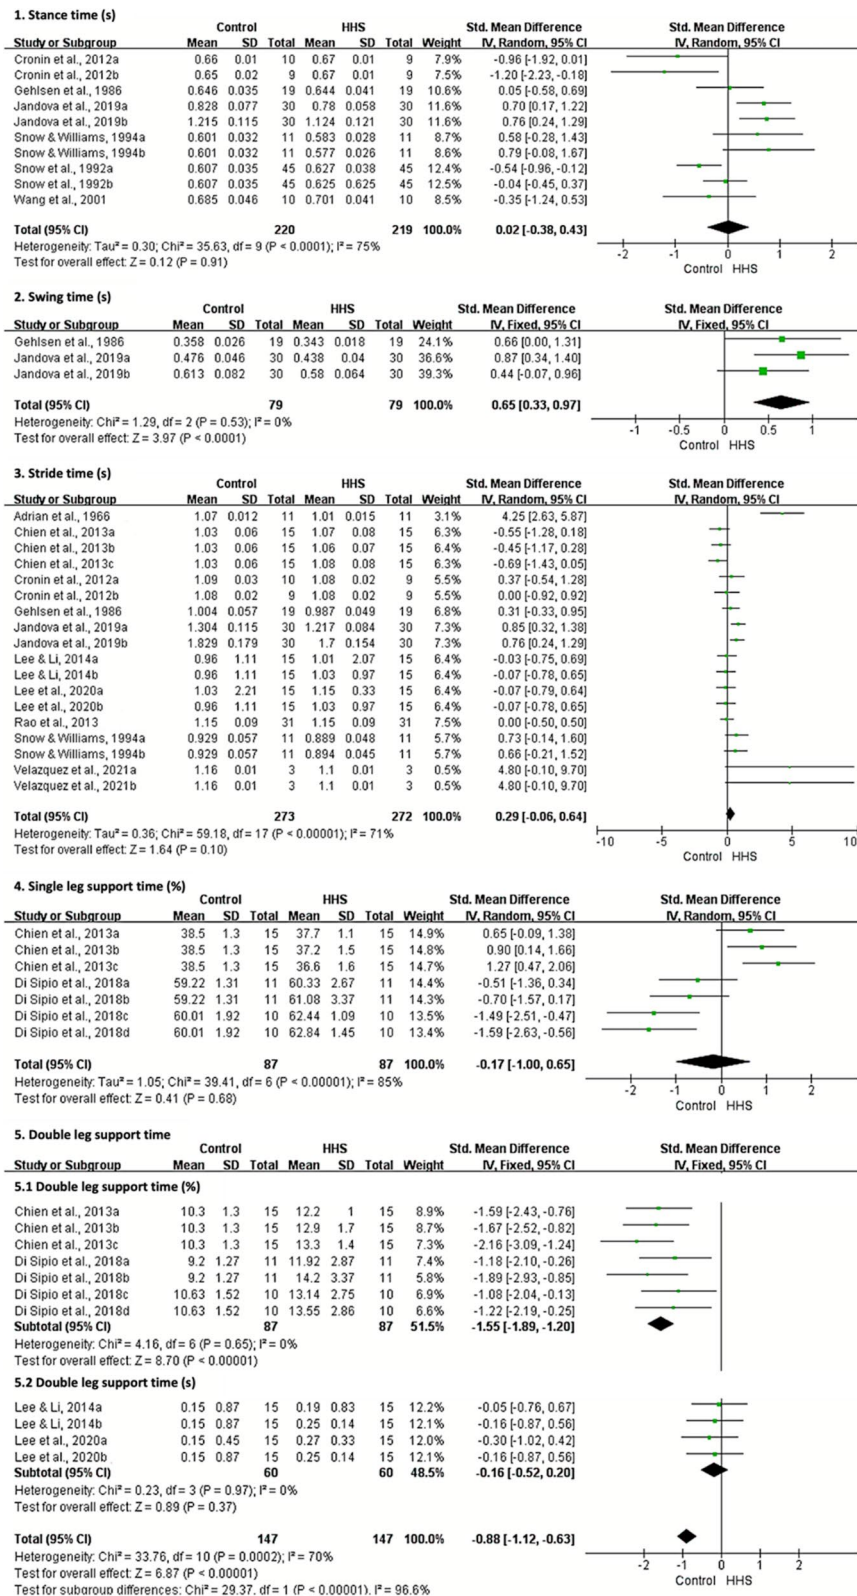 1. Stance time (s)
Control HHS Std. Mean Difference Std. Mean Difference
Study or Subgroup Mean SD Total Mean SD Total Weight IV, Random, 95% CI IV, Random, 95% CI
Cronin et al., 2012a 0.66 0.01 10 0.67 0.01 9 7.9% -0.96 [-1.92, 0.01]
Cronin et al., 2012b 0.65 0.02 9 0.67 0.01 9 7.5% -1.20 [-2.23, -0.18]
Gehlsen et al., 1986 0.646 0.035 19 0.644 0.041 19 10.6% 0.05 [-0.58, 0.69]
Jandova et al., 2019a 0.828 0.077 30 0.78 0.058 30 11.6% 0.70 [0.17, 1.22]
Jandova et al., 2019b 1.215 0.115 30 1.124 0.121 30 11.6% 0.76 [0.24, 1.29]
Snow & Williams, 1994a 0.601 0.032 11 0.583 0.028 11 8.7% 0.58 [-0.28, 1.43]
Snow & Williams, 1994b 0.601 0.032 11 0.577 0.026 11 8.6% 0.79 [-0.08, 1.67]
Snow et al., 1992a 0.607 0.035 45 0.627 0.038 45 12.4% -0.54 [-0.96, -0.12]
Snow et al., 1992b 0.607 0.035 45 0.625 0.625 45 12.5% -0.04 [-0.45, 0.37]
Wang et al., 2001 0.685 0.046 10 0.701 0.041 10 8.5% -0.35 [-1.24, 0.53]
Total (95% CI) 220 219 100.0% 0.02 [-0.38, 0.43]
Heterogeneity: Tau² = 0.30; Chi² = 35.63, df = 9 (P < 0.0001); I² = 75%
Test for overall effect: Z = 0.12 (P = 0.91)
-2 -1 0 1 2
Control HHS
2. Swing time (s)
Control HHS Std. Mean Difference Std. Mean Difference
Study or Subgroup Mean SD Total Mean SD Total Weight IV, Fixed, 95% CI IV, Fixed, 95% CI
Gehlsen et al., 1986 0.358 0.026 19 0.343 0.018 19 24.1% 0.66 [0.00, 1.31]
Jandova et al., 2019a 0.476 0.046 30 0.438 0.04 30 36.6% 0.87 [0.34, 1.40]
Jandova et al., 2019b 0.613 0.082 30 0.58 0.064 30 39.3% 0.44 [-0.07, 0.96]
Total (95% CI) 79 79 100.0% 0.65 [0.33, 0.97]
Heterogeneity: Chi² = 1.29, df = 2 (P = 0.53); I² = 0%
Test for overall effect: Z = 3.97 (P < 0.0001)
-1 -0.5 0 0.5 1
Control HHS
3. Stride time (s)
Control HHS Std. Mean Difference Std. Mean Difference
Study or Subgroup Mean SD Total Mean SD Total Weight IV, Random, 95% CI IV, Random, 95% CI
Adrian et al., 1966 1.07 0.012 11 1.01 0.015 11 3.1% 4.25 [2.63, 5.87]
Chien et al., 2013a 1.03 0.06 15 1.07 0.08 15 6.3% -0.55 [-1.28, 0.18]
Chien et al., 2013b 1.03 0.06 15 1.06 0.07 15 6.4% -0.45 [-1.17, 0.28]
Chien et al., 2013c 1.03 0.06 15 1.08 0.08 15 6.3% -0.69 [-1.43, 0.05]
Cronin et al., 2012a 1.09 0.03 10 1.08 0.02 9 5.5% 0.37 [-0.54, 1.28]
Cronin et al., 2012b 1.08 0.02 9 1.08 0.02 9 5.5% 0.00 [-0.92, 0.92]
Gehlsen et al., 1986 1.004 0.057 19 0.987 0.049 19 6.8% 0.31 [-0.33, 0.95]
Jandova et al., 2019a 1.304 0.115 30 1.217 0.084 30 7.3% 0.85 [0.32, 1.38]
Jandova et al., 2019b 1.829 0.179 30 1.7 0.154 30 7.3% 0.76 [0.24, 1.29]
Lee & Li, 2014a 0.96 1.11 15 1.01 2.07 15 6.4% -0.03 [-0.75, 0.69]
Lee & Li, 2014b 0.96 1.11 15 1.03 0.97 15 6.4% -0.07 [-0.78, 0.65]
Lee et al., 2020a 1.03 2.21 15 1.15 0.33 15 6.4% -0.07 [-0.79, 0.64]
Lee et al., 2020b 0.96 1.11 15 1.03 0.97 15 6.4% -0.07 [-0.78, 0.65]
Rao et al., 2013 1.15 0.09 31 1.15 0.09 31 7.4% 0.00 [-0.50, 0.50]
Snow & Williams, 1994a 0.929 0.057 11 0.889 0.048 11 5.7% 0.73 [-0.14, 1.60]
Snow & Williams, 1994b 0.929 0.057 11 0.894 0.045 11 5.7% 0.66 [-0.21, 1.52]
Velazquez et al., 2021a 1.16 0.01 3 1.1 0.01 3 0.5% 4.80 [-0.10, 9.70]
Velazquez et al., 2021b 1.16 0.01 3 1.1 0.01 3 0.5% 4.80 [-0.10, 9.70]
Total (95% CI) 273 272 100.0% 0.29 [-0.06, 0.64]
Heterogeneity: Tau² = 0.36; Chi² = 59.18, df = 17 (P < 0.00001); I² = 71%
Test for overall effect: Z = 1.64 (P = 0.10)
-10 -5 0 5 10
Control HHS
4. Single leg support time (%)
Control HHS Std. Mean Difference Std. Mean Difference
Study or Subgroup Mean SD Total Mean SD Total Weight IV, Random, 95% CI IV, Random, 95% CI
Chien et al., 2013a 38.5 1.3 15 37.7 1.1 15 14.9% 0.65 [-0.09, 1.38]
Chien et al., 2013b 38.5 1.3 15 37.2 1.5 15 14.8% 0.90 [0.14, 1.66]
Chien et al., 2013c 38.5 1.3 15 36.6 1.6 15 14.7% 1.27 [0.47, 2.06]
Di Sipio et al., 2018a 59.22 1.31 11 60.33 2.67 11 14.4% -0.51 [-1.36, 0.34]
Di Sipio et al., 2018b 59.22 1.31 11 61.08 3.37 11 14.3% -0.70 [-1.57, 0.17]
Di Sipio et al., 2018c 60.01 1.92 10 62.44 1.09 10 13.5% -1.49 [-2.51, -0.47]
Di Sipio et al., 2018d 60.01 1.92 10 62.84 1.45 10 13.4% -1.59 [-2.63, -0.56]
Total (95% CI) 87 87 100.0% -0.17 [-1.00, 0.65]
Heterogeneity: Tau² = 1.05; Chi² = 39.41, df = 6 (P < 0.00001); I² = 85%
Test for overall effect: Z = 0.41 (P = 0.68)
-2 -1 0 1 2
Control HHS
5. Double leg support time
Control HHS Std. Mean Difference Std. Mean Difference
Study or Subgroup Mean SD Total Mean SD Total Weight IV, Fixed, 95% CI IV, Fixed, 95% CI
5.1 Double leg support time (%)
Chien et al., 2013a 10.3 1.3 15 12.2 1 15 8.9% -1.59 [-2.43, -0.76]
Chien et al., 2013b 10.3 1.3 15 12.9 1.7 15 8.7% -1.67 [-2.52, -0.82]
Chien et al., 2013c 10.3 1.3 15 13.3 1.4 15 7.3% -2.16 [-3.09, -1.24]
Di Sipio et al., 2018a 9.2 1.27 11 11.92 2.87 11 7.4% -1.18 [-2.10, -0.26]
Di Sipio et al., 2018b 9.2 1.27 11 14.2 3.37 11 5.8% -1.89 [-2.93, -0.85]
Di Sipio et al., 2018c 10.63 1.52 10 13.14 2.75 10 6.9% -1.08 [-2.04, -0.13]
Di Sipio et al., 2018d 10.63 1.52 10 13.55 2.86 10 6.6% -1.22 [-2.19, -0.25]
Subtotal (95% CI) 87 87 51.5% -1.55 [-1.89, -1.20]
Heterogeneity: Chi² = 4.16, df = 6 (P = 0.65); I² = 0%
Test for overall effect: Z = 8.70 (P < 0.00001)
5.2 Double leg support time (s)
Lee & Li, 2014a 0.15 0.87 15 0.19 0.83 15 12.2% -0.05 [-0.76, 0.67]
Lee & Li, 2014b 0.15 0.87 15 0.25 0.14 15 12.1% -0.16 [-0.87, 0.56]
Lee et al., 2020a 0.15 0.45 15 0.27 0.33 15 12.0% -0.30 [-1.02, 0.42]
Lee et al., 2020b 0.15 0.87 15 0.25 0.14 15 12.1% -0.16 [-0.87, 0.56]
Subtotal (95% CI) 60 60 48.5% -0.16 [-0.52, 0.20]
Heterogeneity: Chi² = 0.23, df = 3 (P = 0.97); I² = 0%
Test for overall effect: Z = 0.89 (P = 0.37)
Total (95% CI) 147 147 100.0% -0.88 [-1.12, -0.63]
Heterogeneity: Chi² = 33.76, df = 10 (P = 0.0002); I² = 70%
Test for overall effect: Z = 6.87 (P < 0.00001)
Test for subgroup differences: Chi² = 29.37, df = 1 (P < 0.00001), I² = 96.6%
-4 -2 0 2 4
Control HHS